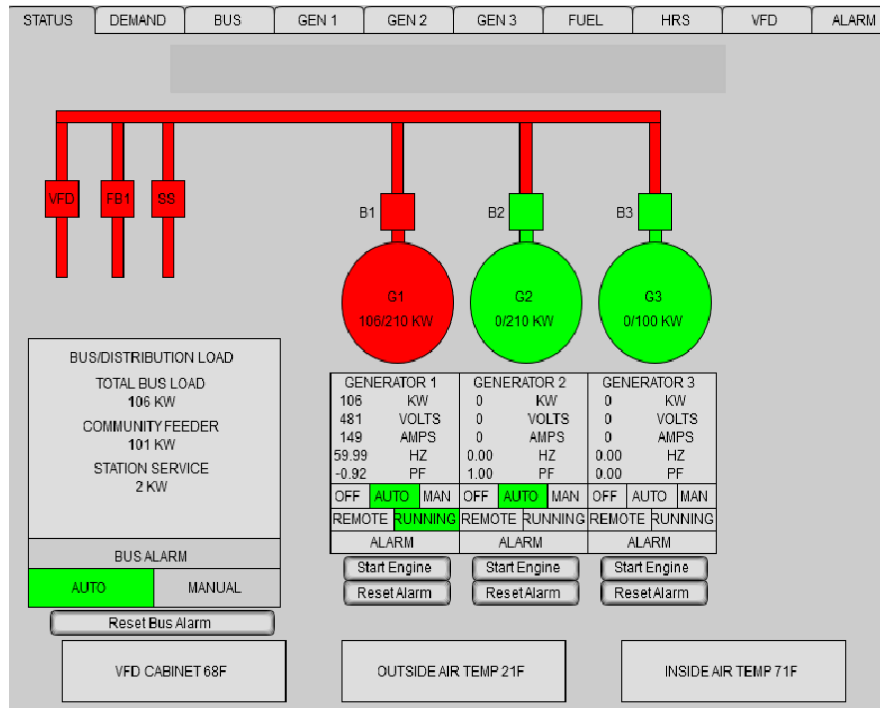 STATUS DEMAND BUS GEN 1 GEN 2 GEN 3 FUEL HRS VFD ALARM
VFD FB1 SS
B1 B2 B3
G1 G2 G3
106/210 KW 0/210 KW 0/100 KW
BUS/DISTRIBUTION LOAD
TOTAL BUS LOAD
106 KW
COMMUNITY FEEDER
101 KW
STATION SERVICE
2 KW
BUS ALARM
AUTO MANUAL
Reset Bus Alarm
GENERATOR 1 GENERATOR 2 GENERATOR 3
106 KW 0 KW 0 KW
481 VOLTS 0 VOLTS 0 VOLTS
149 AMPS 0 AMPS 0 AMPS
59.99 HZ 0.00 HZ 0.00 HZ
-0.92 PF 1.00 PF 0.00 PF
OFF AUTO MAN OFF AUTO MAN OFF AUTO MAN
REMOTE RUNNING REMOTE RUNNING REMOTE RUNNING
ALARM ALARM ALARM
Start Engine Start Engine Start Engine
Reset Alarm Reset Alarm Reset Alarm
VFD CABINET 68F OUTSIDE AIR TEMP 21F INSIDE AIR TEMP 71F